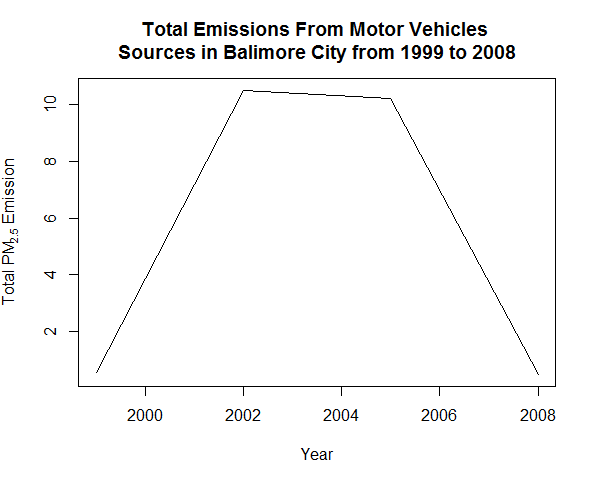 Total Emissions From Motor Vehicles
Sources in Balimore City from 1999 to 2008
Total PM2.5 Emission
10
8
6
4
2
2000 2002 2004 2006 2008
Year